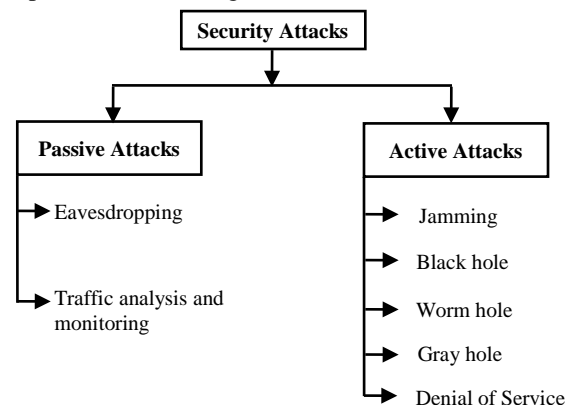 Security Attacks
Passive Attacks
Eavesdropping
Traffic analysis and
monitoring
Active Attacks
Jamming
Black hole
Worm hole
Gray hole
Denial of Service